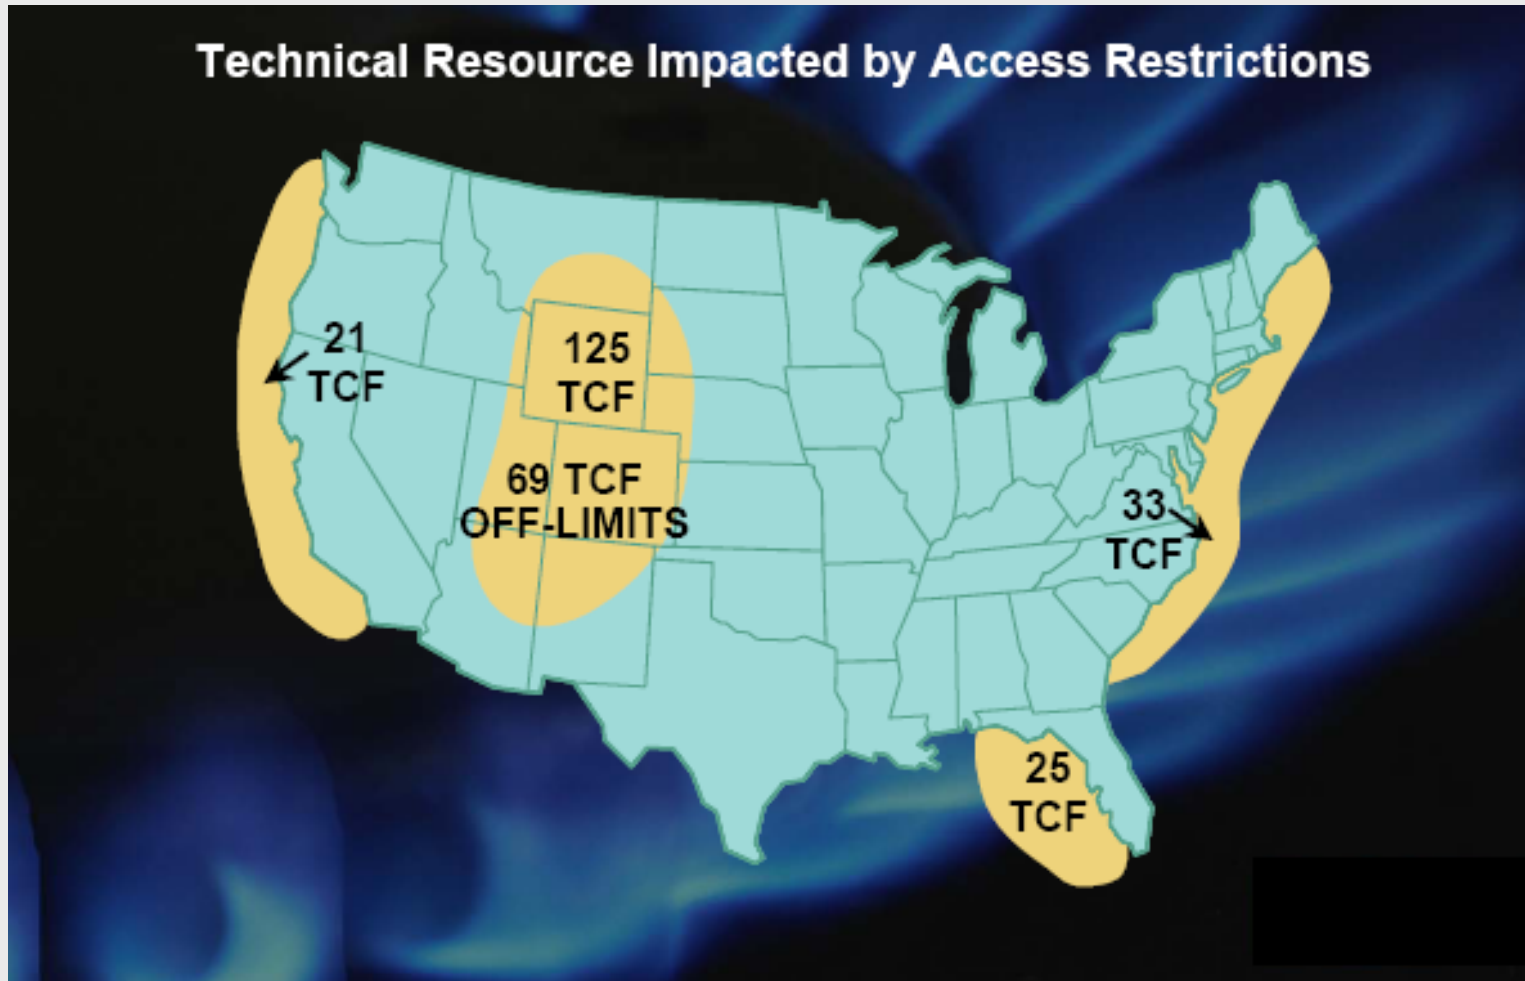 Technical Resource Impacted by Access Restrictions
21
TCF
125
TCF
69 TCF
OFF-LIMITS
33
TCF
25
TCF